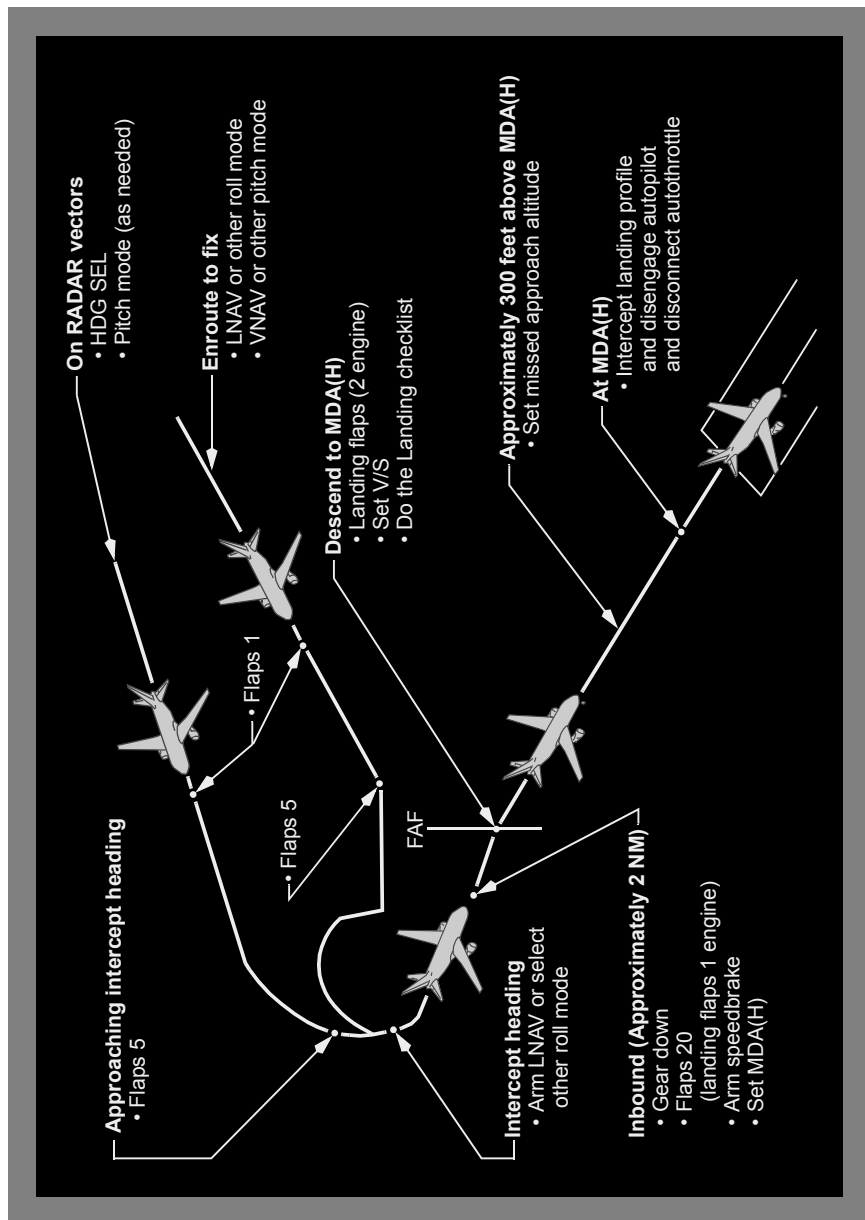 On RADAR vectors
• HDG SEL
• Pitch mode (as needed)
Enroute to fix
• LNAV or other roll mode
• VNAV or other pitch mode
Approaching intercept heading
• Flaps 5
• Flaps 1
• Flaps 5
Descend to MDA(H)
• Landing flaps (2 engine)
• Set V/S
• Do the Landing checklist
FAF
Approximately 300 feet above MDA(H)
• Set missed approach altitude
Intercept heading
• Arm LNAV or select
other roll mode
At MDA(H)
• Intercept landing profile
and disengage autopilot
and disconnect autothrottle
Inbound (Approximately 2 NM)
• Gear down
• Flaps 20
(landing flaps 1 engine)
• Arm speedbrake
• Set MDA(H)